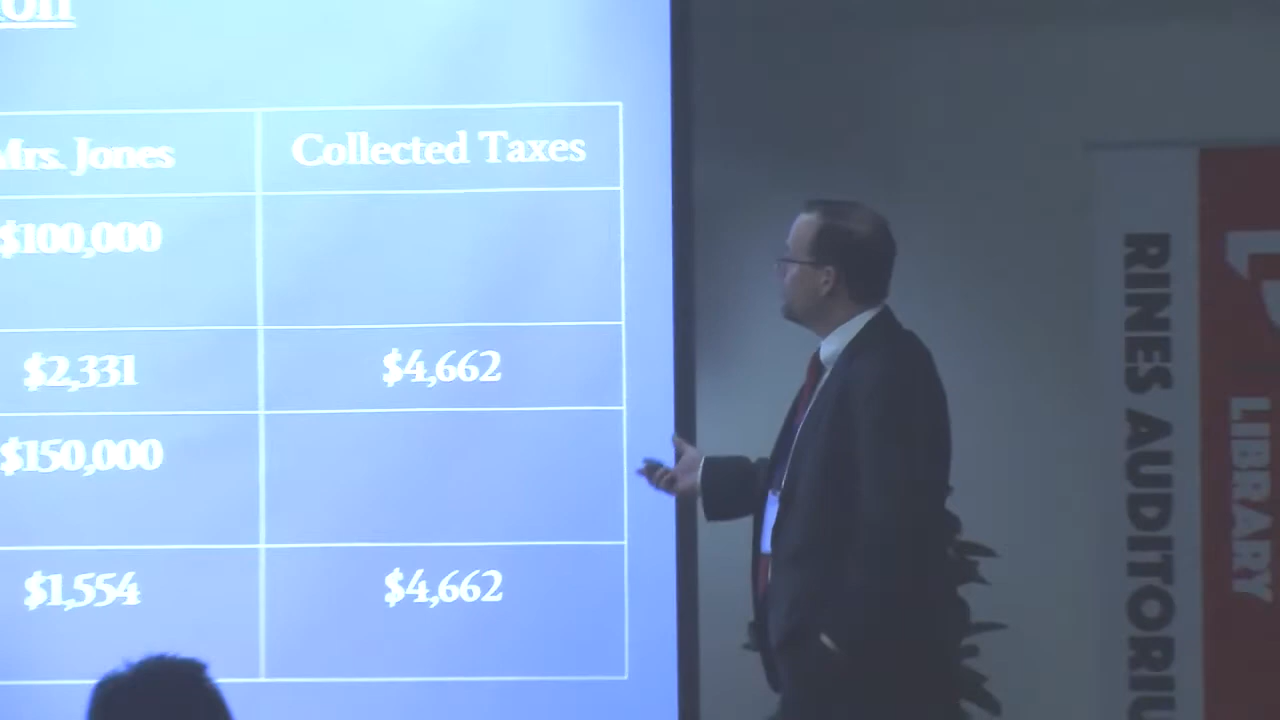 Mrs. Jones Collected Taxes
$100,000
$2,331 $4,662
$150,000
$1,554 $4,662
RINES AUDITORIU
LIBRARY